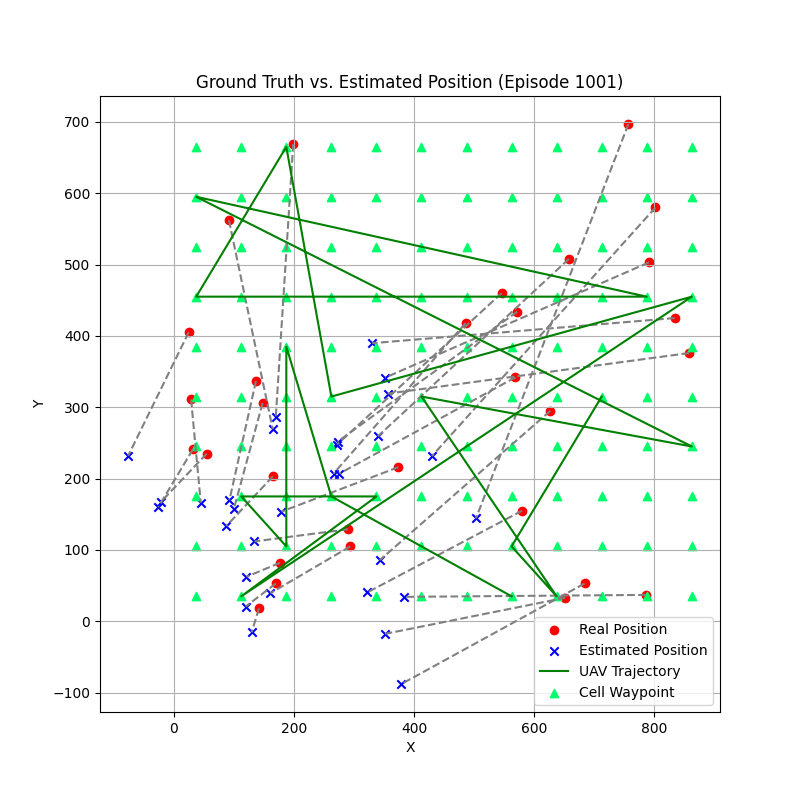 Ground Truth vs. Estimated Position (Episode 1001)
700
600
500
400
300
200
100
0
−100
Y
0 200 400 600 800
X
Real Position
Estimated Position
UAV Trajectory
Cell Waypoint